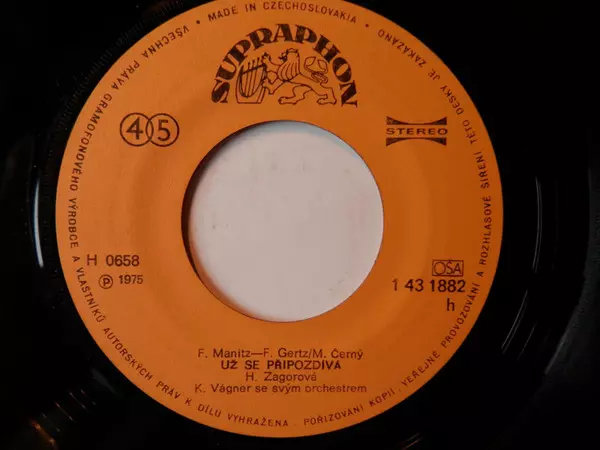 MADE IN CZECHOSLOVAKIA • VŠECHNA PRÁVA GRAMOFONOVÉHO VÝROBCE A VLASTNÍKŮ AUTORSKÝCH PRÁV K DÍLU VYHRAŽENA. POŘIZOVÁNÍ KOPIÍ, VEŘEJNÉ PROVOZOVÁNÍ A ROZHLASOVÉ ŠÍŘENÍ TÉTO DESKY JE ZAKÁZÁNO •
SUPRAPHON
45
STEREO
H 0658
Ⓟ 1975
OSA
1 43 1882
h
F. Manitz—F. Gertz/M. Černý
UŽ SE PŘIPOZDÍVÁ
H. Zagorová
K. Vágner se svým orchestrem